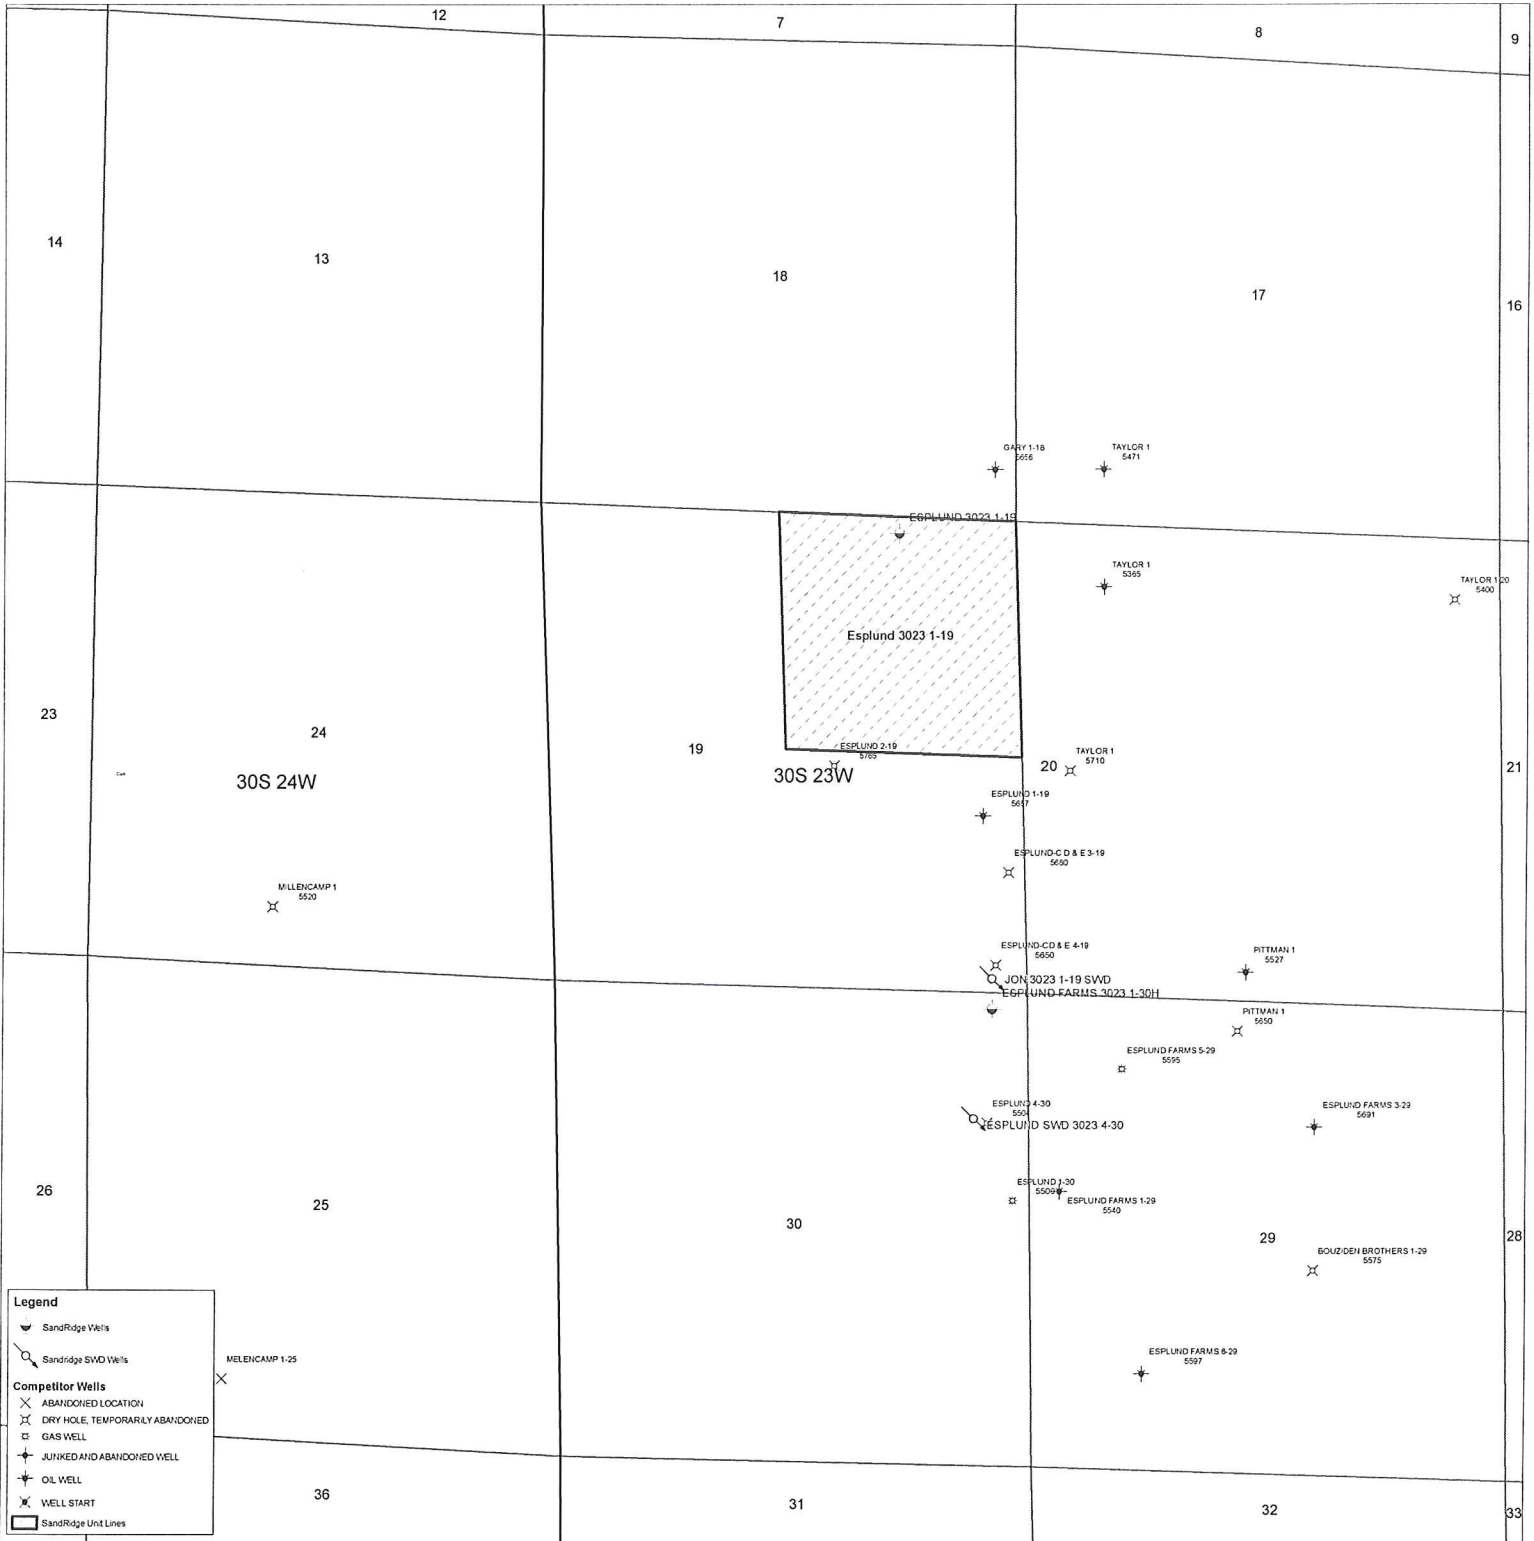 12
7
8
9
14
13
18
17
16
GARY 1-18
5656
TAYLOR 1
5471
ESPLUND 3023 1-19
TAYLOR 1
5365
TAYLOR 1-20
5400
Esplund 3023 1-19
23
24
19
ESPLUND 2-19
5765
20
TAYLOR 1
5710
21
30S 24W
30S 23W
ESPLUND 1-19
5657
ESPLUND-C D & E 3-19
5680
MILLENCAMP 1
5520
ESPLUND-CD & E 4-19
5650
PITTMAN 1
5527
JON 3023 1-19 SWD
ESPLUND FARMS 3023 1-30H
PITTMAN 1
5650
ESPLUND FARMS 5-29
5595
ESPLUND 4-30
ESPLUND FARMS 3-29
5691
ESPLUND SWD 3023 4-30
26
25
ESPLUND 1-30
5500
ESPLUND FARMS 1-29
5540
30
29
28
BOUZIDEN BROTHERS 1-29
5575
ESPLUND FARMS 6-29
5597
MELENCAMP 1-25
Legend
SandRidge Wells
Sandridge SWD Wells
Competitor Wells
ABANDONED LOCATION
DRY HOLE, TEMPORARILY ABANDONED
GAS WELL
JUNKED AND ABANDONED WELL
OIL WELL
WELL START
SandRidge Unit Lines
36
31
32
33